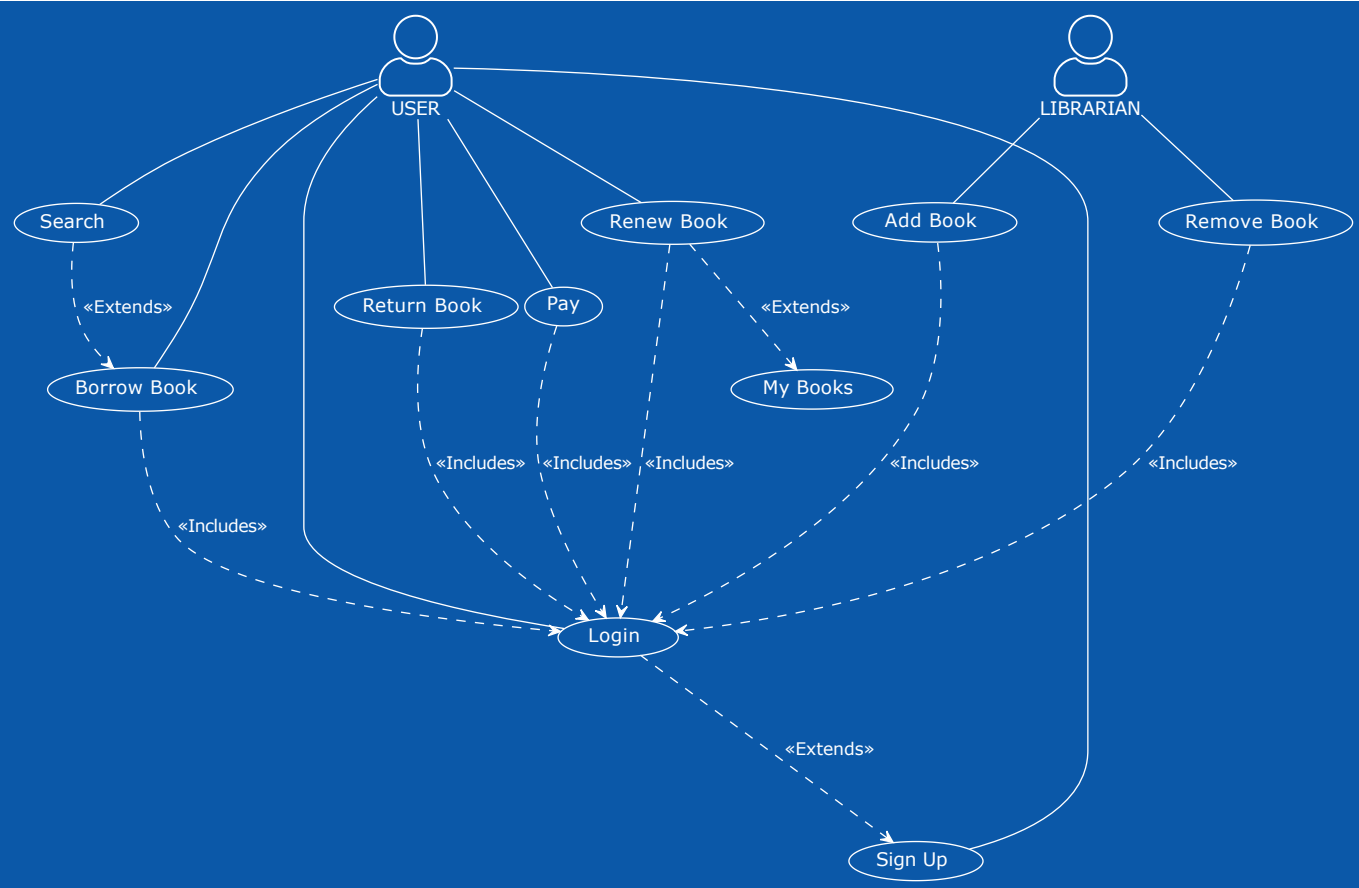 USER
LIBRARIAN
Search
Renew Book
Add Book
Remove Book
«Extends»
Return Book
Pay
«Extends»
Borrow Book
My Books
«Includes»
«Includes»
«Includes»
«Includes»
«Includes»
«Includes»
Login
«Extends»
Sign Up